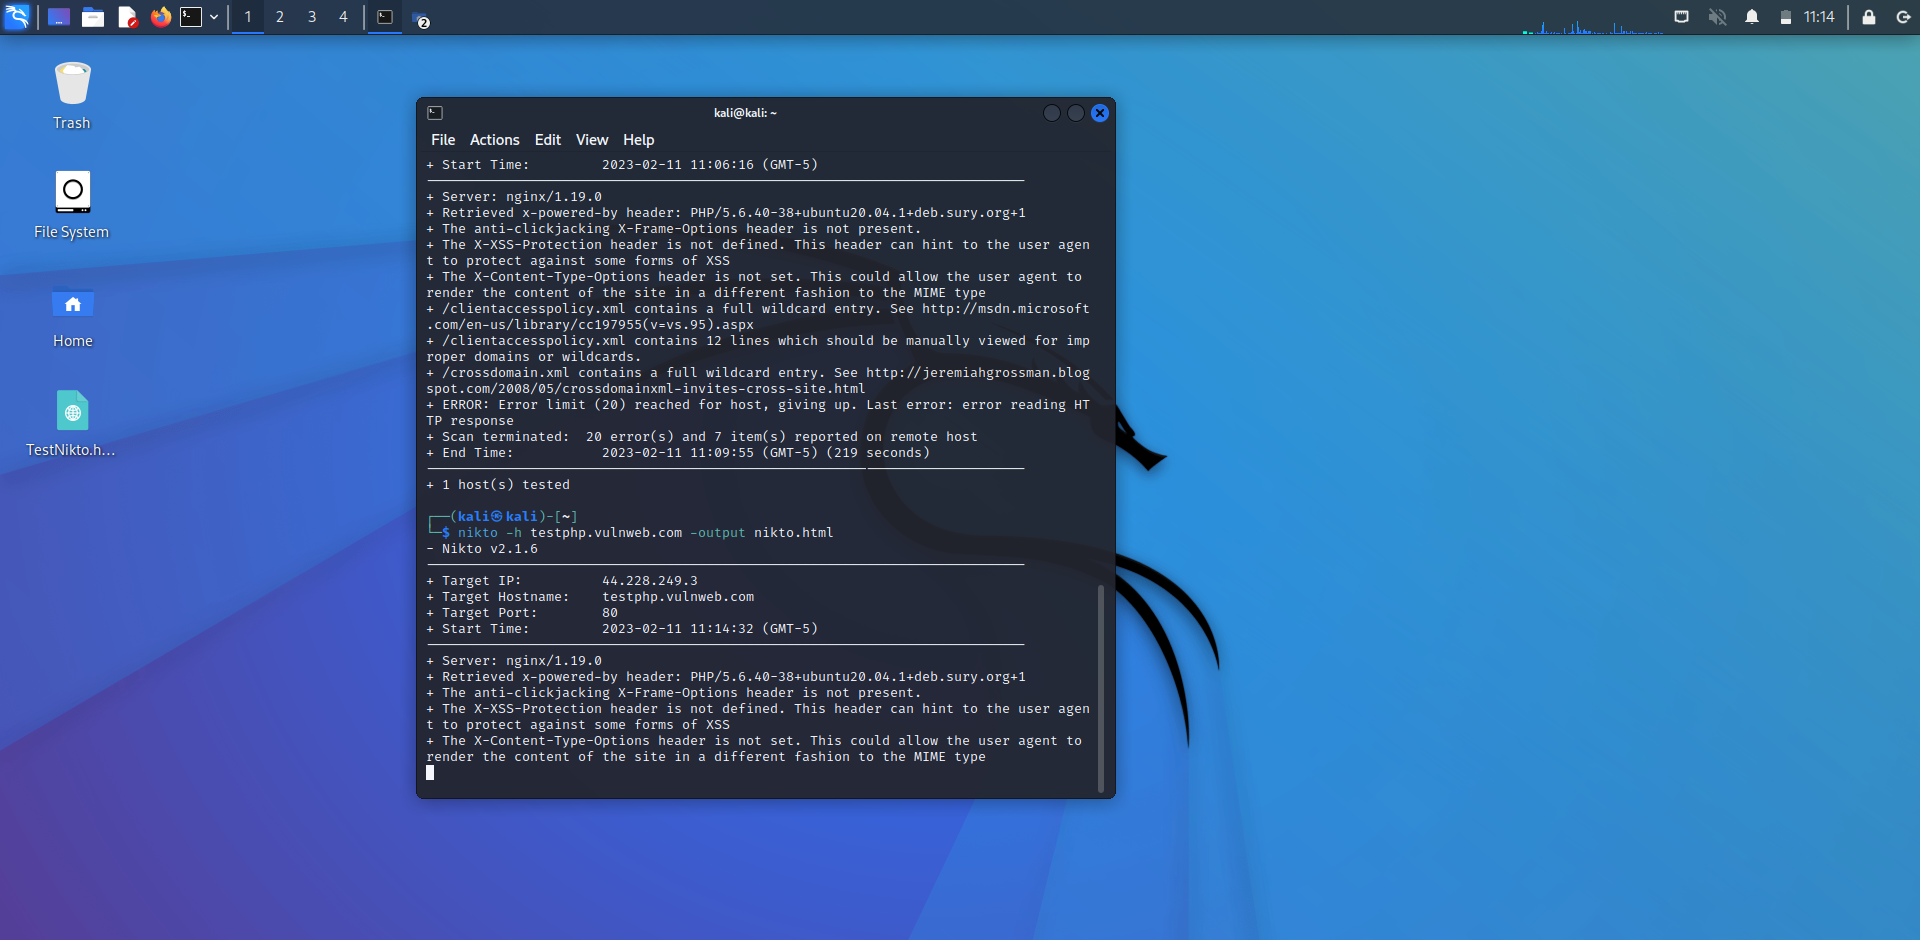 1 2 3 4
2
11:14
Trash
File System
Home
TestNikto.h...
kali@kali: ~
File Actions Edit View Help
+ Start Time: 2023-02-11 11:06:16 (GMT-5)
+ Server: nginx/1.19.0
+ Retrieved x-powered-by header: PHP/5.6.40-38+ubuntu20.04.1+deb.sury.org+1
+ The anti-clickjacking X-Frame-Options header is not present.
+ The X-XSS-Protection header is not defined. This header can hint to the user agen
t to protect against some forms of XSS
+ The X-Content-Type-Options header is not set. This could allow the user agent to
render the content of the site in a different fashion to the MIME type
+ /clientaccesspolicy.xml contains a full wildcard entry. See http://msdn.microsoft
.com/en-us/library/cc197955(v=vs.95).aspx
+ /clientaccesspolicy.xml contains 12 lines which should be manually viewed for imp
roper domains or wildcards.
+ /crossdomain.xml contains a full wildcard entry. See http://jeremiahgrossman.blog
spot.com/2008/05/crossdomainxml-invites-cross-site.html
+ ERROR: Error limit (20) reached for host, giving up. Last error: error reading HT
TP response
+ Scan terminated: 20 error(s) and 7 item(s) reported on remote host
+ End Time: 2023-02-11 11:09:55 (GMT-5) (219 seconds)
+ 1 host(s) tested
┌──(kali㉿kali)-[~]
└─$ nikto -h testphp.vulnweb.com -output nikto.html
- Nikto v2.1.6
+ Target IP: 44.228.249.3
+ Target Hostname: testphp.vulnweb.com
+ Target Port: 80
+ Start Time: 2023-02-11 11:14:32 (GMT-5)
+ Server: nginx/1.19.0
+ Retrieved x-powered-by header: PHP/5.6.40-38+ubuntu20.04.1+deb.sury.org+1
+ The anti-clickjacking X-Frame-Options header is not present.
+ The X-XSS-Protection header is not defined. This header can hint to the user agen
t to protect against some forms of XSS
+ The X-Content-Type-Options header is not set. This could allow the user agent to
render the content of the site in a different fashion to the MIME type